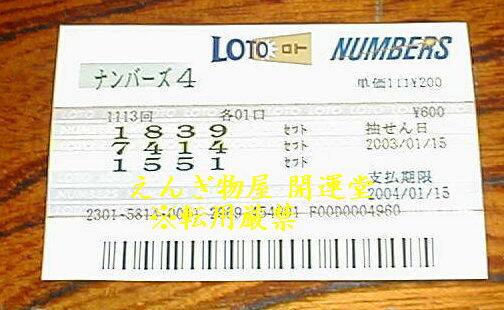 LOTO ロト NUMBERS
ナンバーズ4 単価1口¥200
1113回 各01口 ¥600
1839 セット 抽せん日
7414 セット 2003/01/15
1551 セット
支払期限
えんぎ物屋 開運堂 2004/01/15
F00D0004960
※転用厳禁